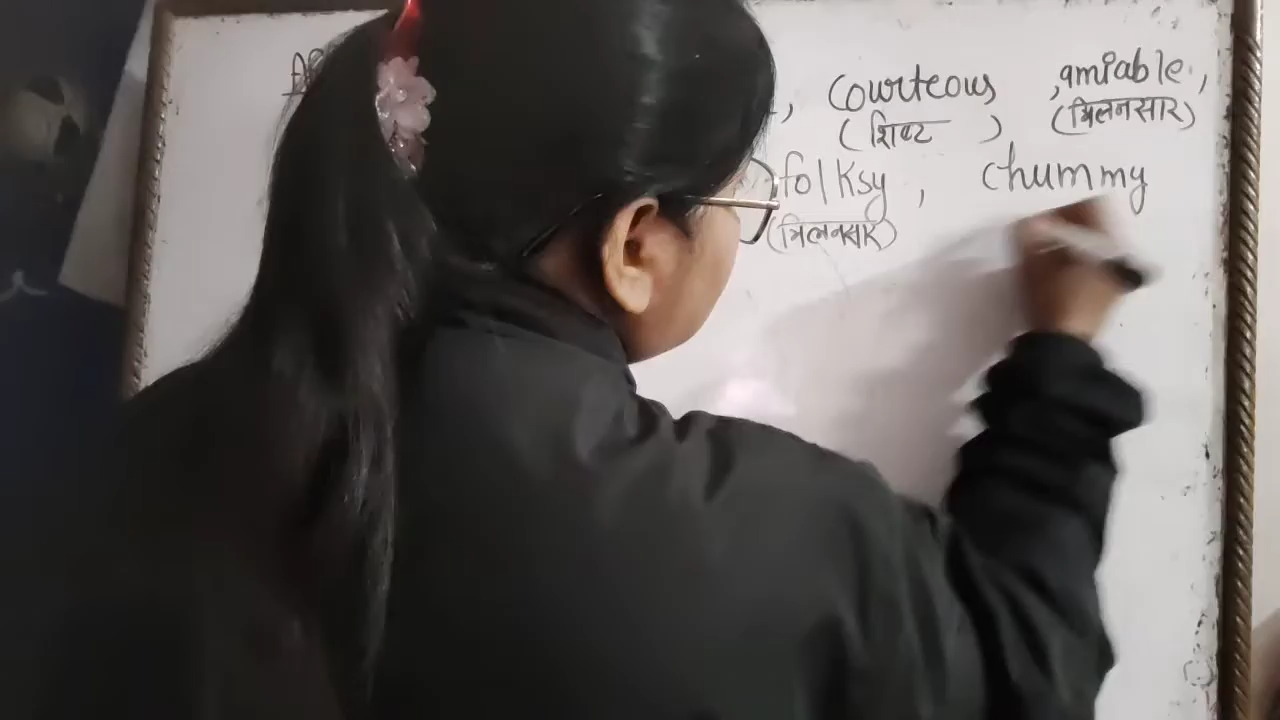 , courteous , amiable,
(शिष्ट) (मिलनसार)
folksy , chummy
(मिलनसार)